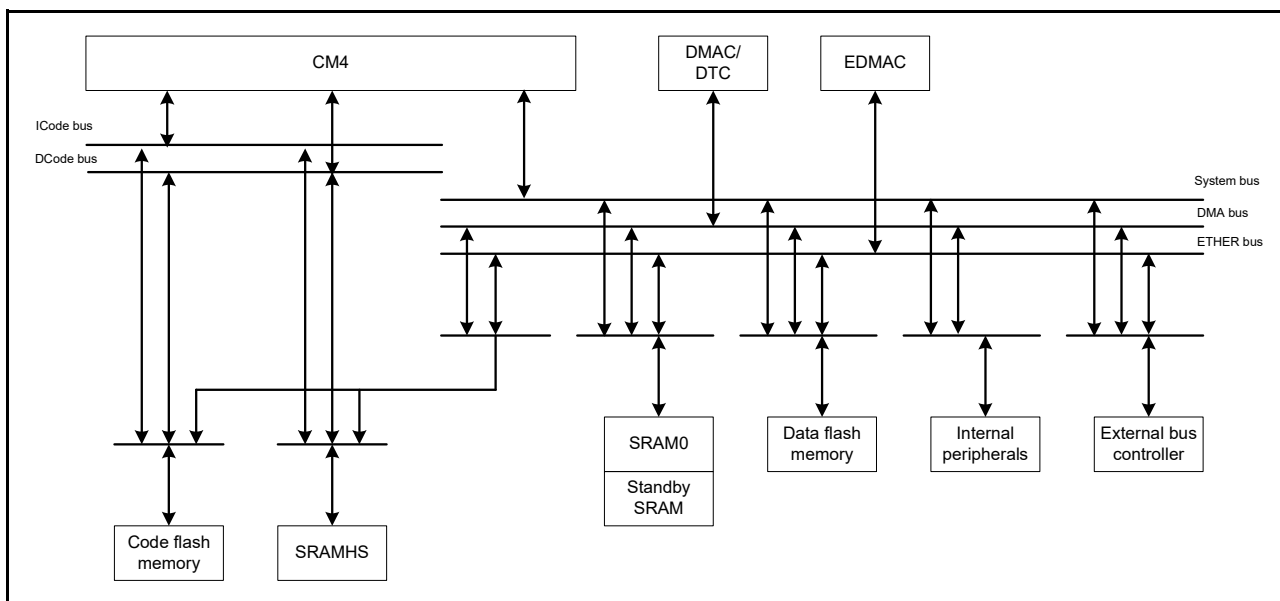 CM4
DMAC/
DTC
EDMAC
ICode bus
DCode bus
System bus
DMA bus
ETHER bus
SRAM0
Standby
SRAM
Data flash
memory
Internal
peripherals
External bus
controller
Code flash
memory
SRAMHS